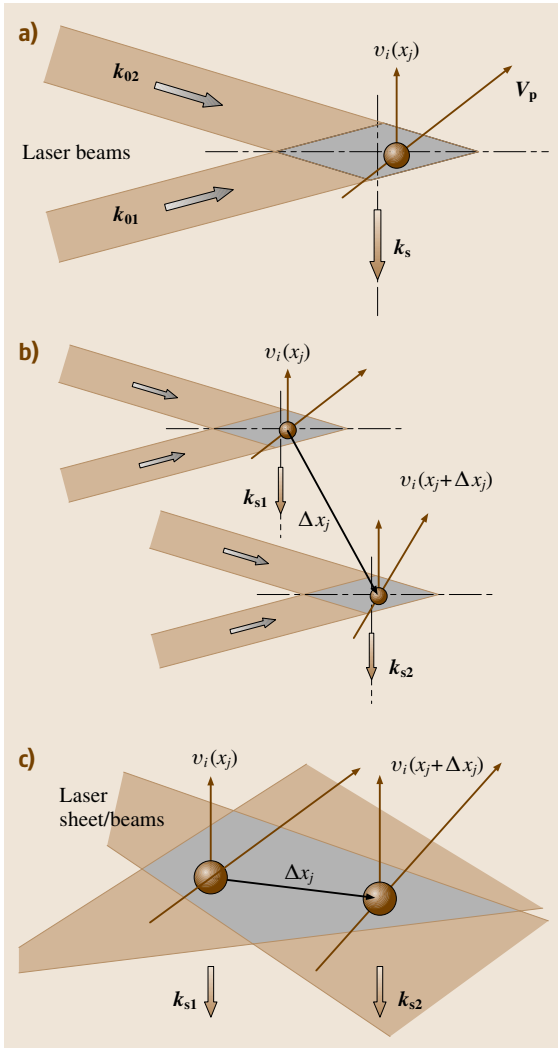 a)
k02
vi(xj)
Vp
Laser beams
k01
ks
b)
vi(xj)
ks1
Δxj
vi(xj+Δxj)
ks2
c)
vi(xj)
vi(xj+Δxj)
Laser
sheet/beams
Δxj
ks1
ks2